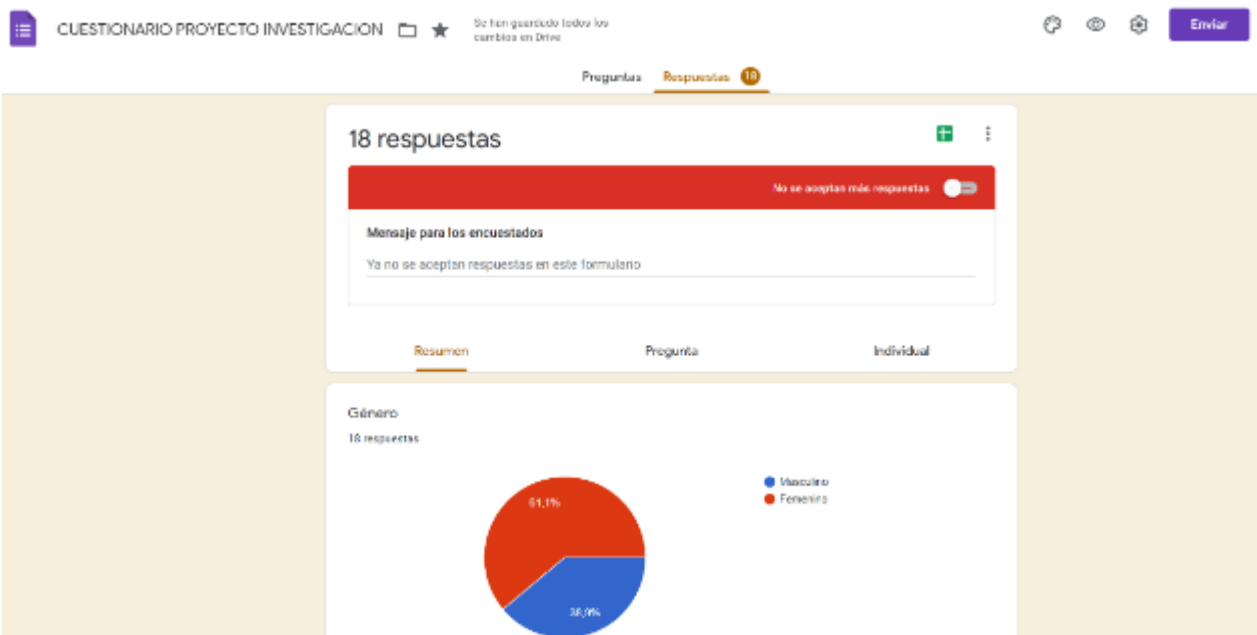 CUESTIONARIO PROYECTO INVESTIGACION
Se han guardado todos los
cambios en Drive
Enviar
Preguntas
Respuestas 18
18 respuestas
No se aceptan más respuestas
Mensaje para los encuestados
Ya no se aceptan respuestas en este formulario
Resumen
Pregunta
Individual
Género
18 respuestas
61,1%
38,9%
Masculino
Femenino